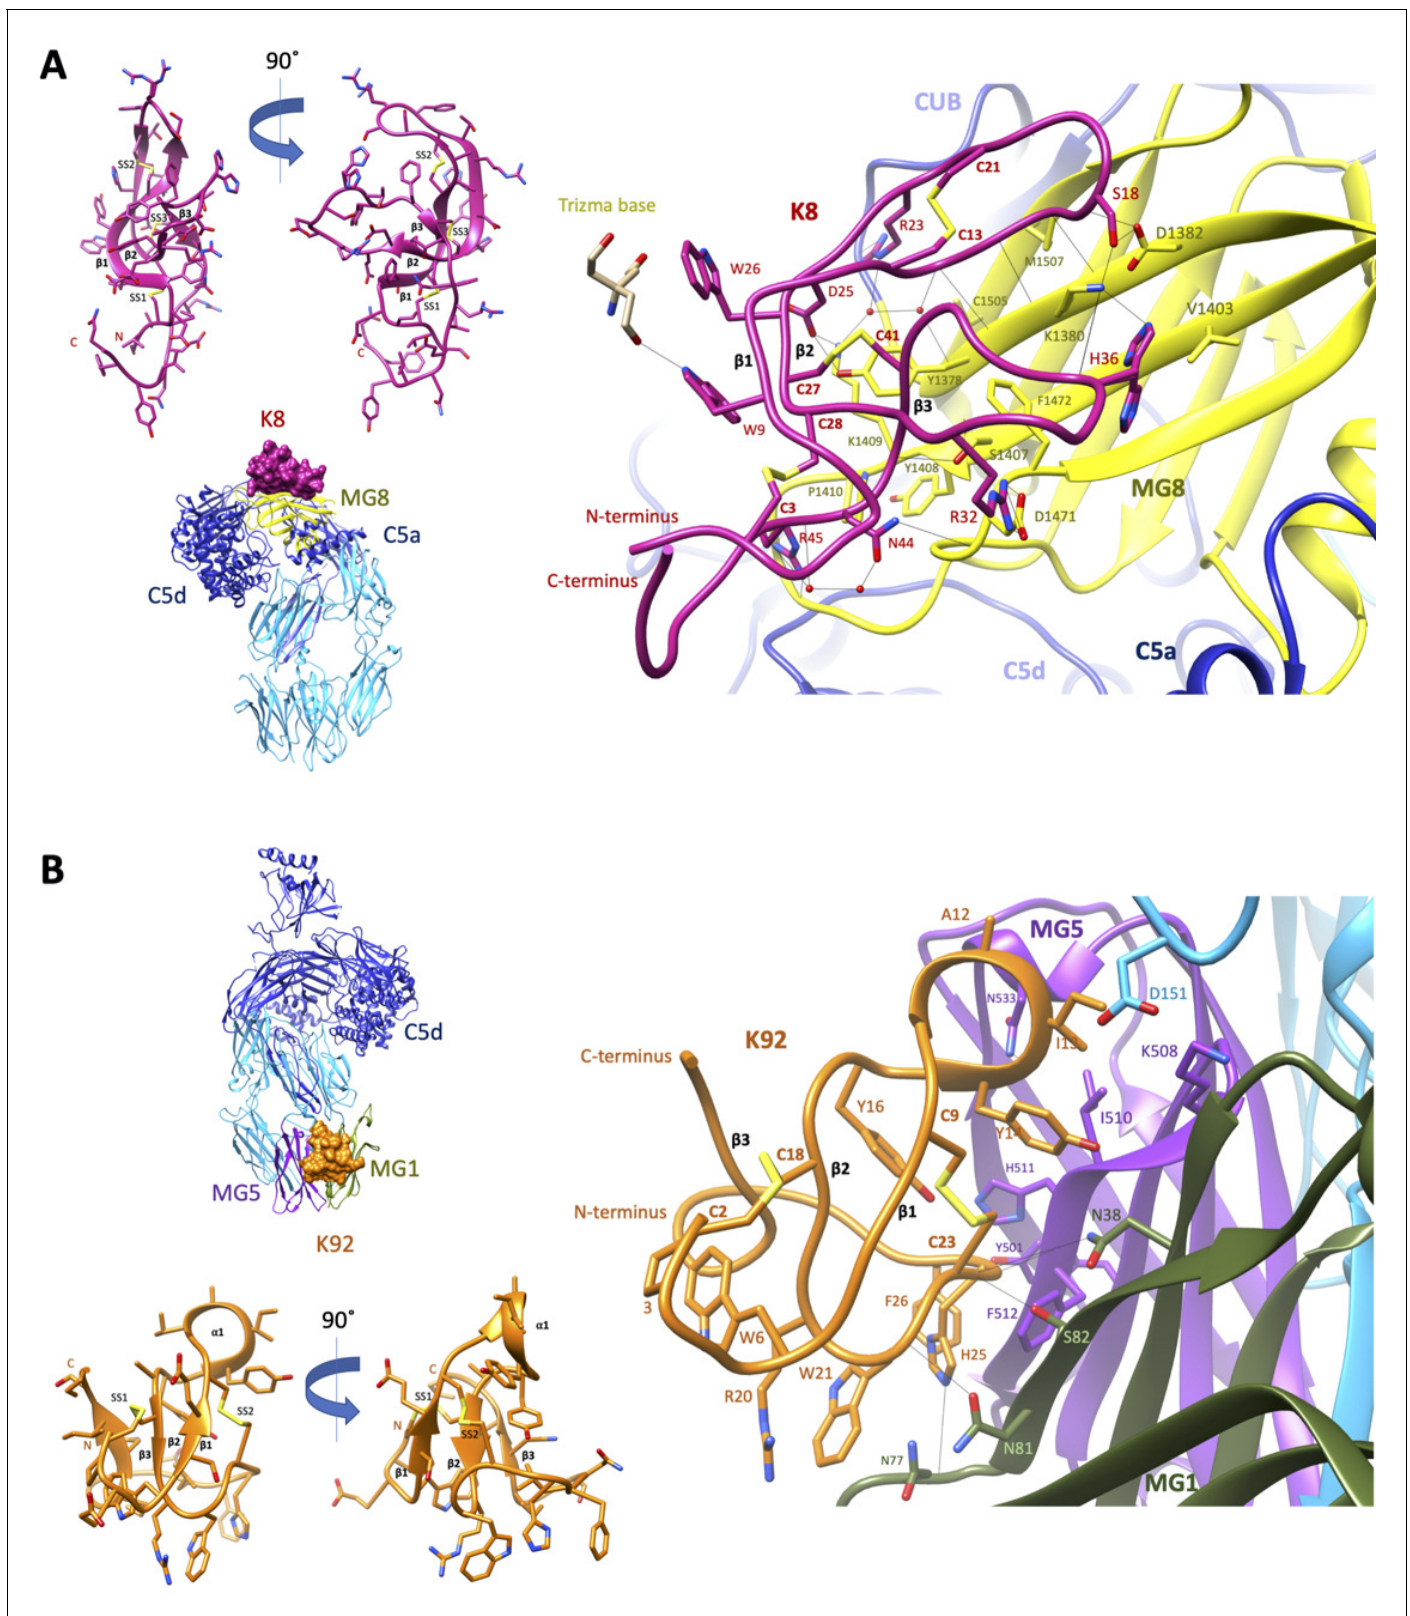 A
90˚
SS2
SS3
β3
β1
β2
SS1
C
N
SS2
β3
SS3
β2
β1
SS1
C
K8
MG8
C5a
C5d
CUB
C21
K8
S18
Trizma base
R23
C13
D1382
W26
M1507
D25
C1505
V1403
C41
K1380
β1
β2
H36
Y1378
C27
F1472
β3
W9
C28
K1409
S1407
Y1408
MG8
P1410
C3
R32
D1471
N-terminus
R45
N44
C-terminus
C5a
C5d
B
C5d
MG5
MG1
K92
A12
MG5
N533
D151
K92
C-terminus
K508
Y16
C9
I510
β3
C18
β2
H511
N-terminus
C2
β1
N38
C23
Y501
3
F26
F512
W6
S82
H25
R20
W21
N81
N77
MG1
α1
C
SS1
SS2
N
β3
β2
β1
90˚
α1
C
SS1
N
SS2
β1
β2
β3